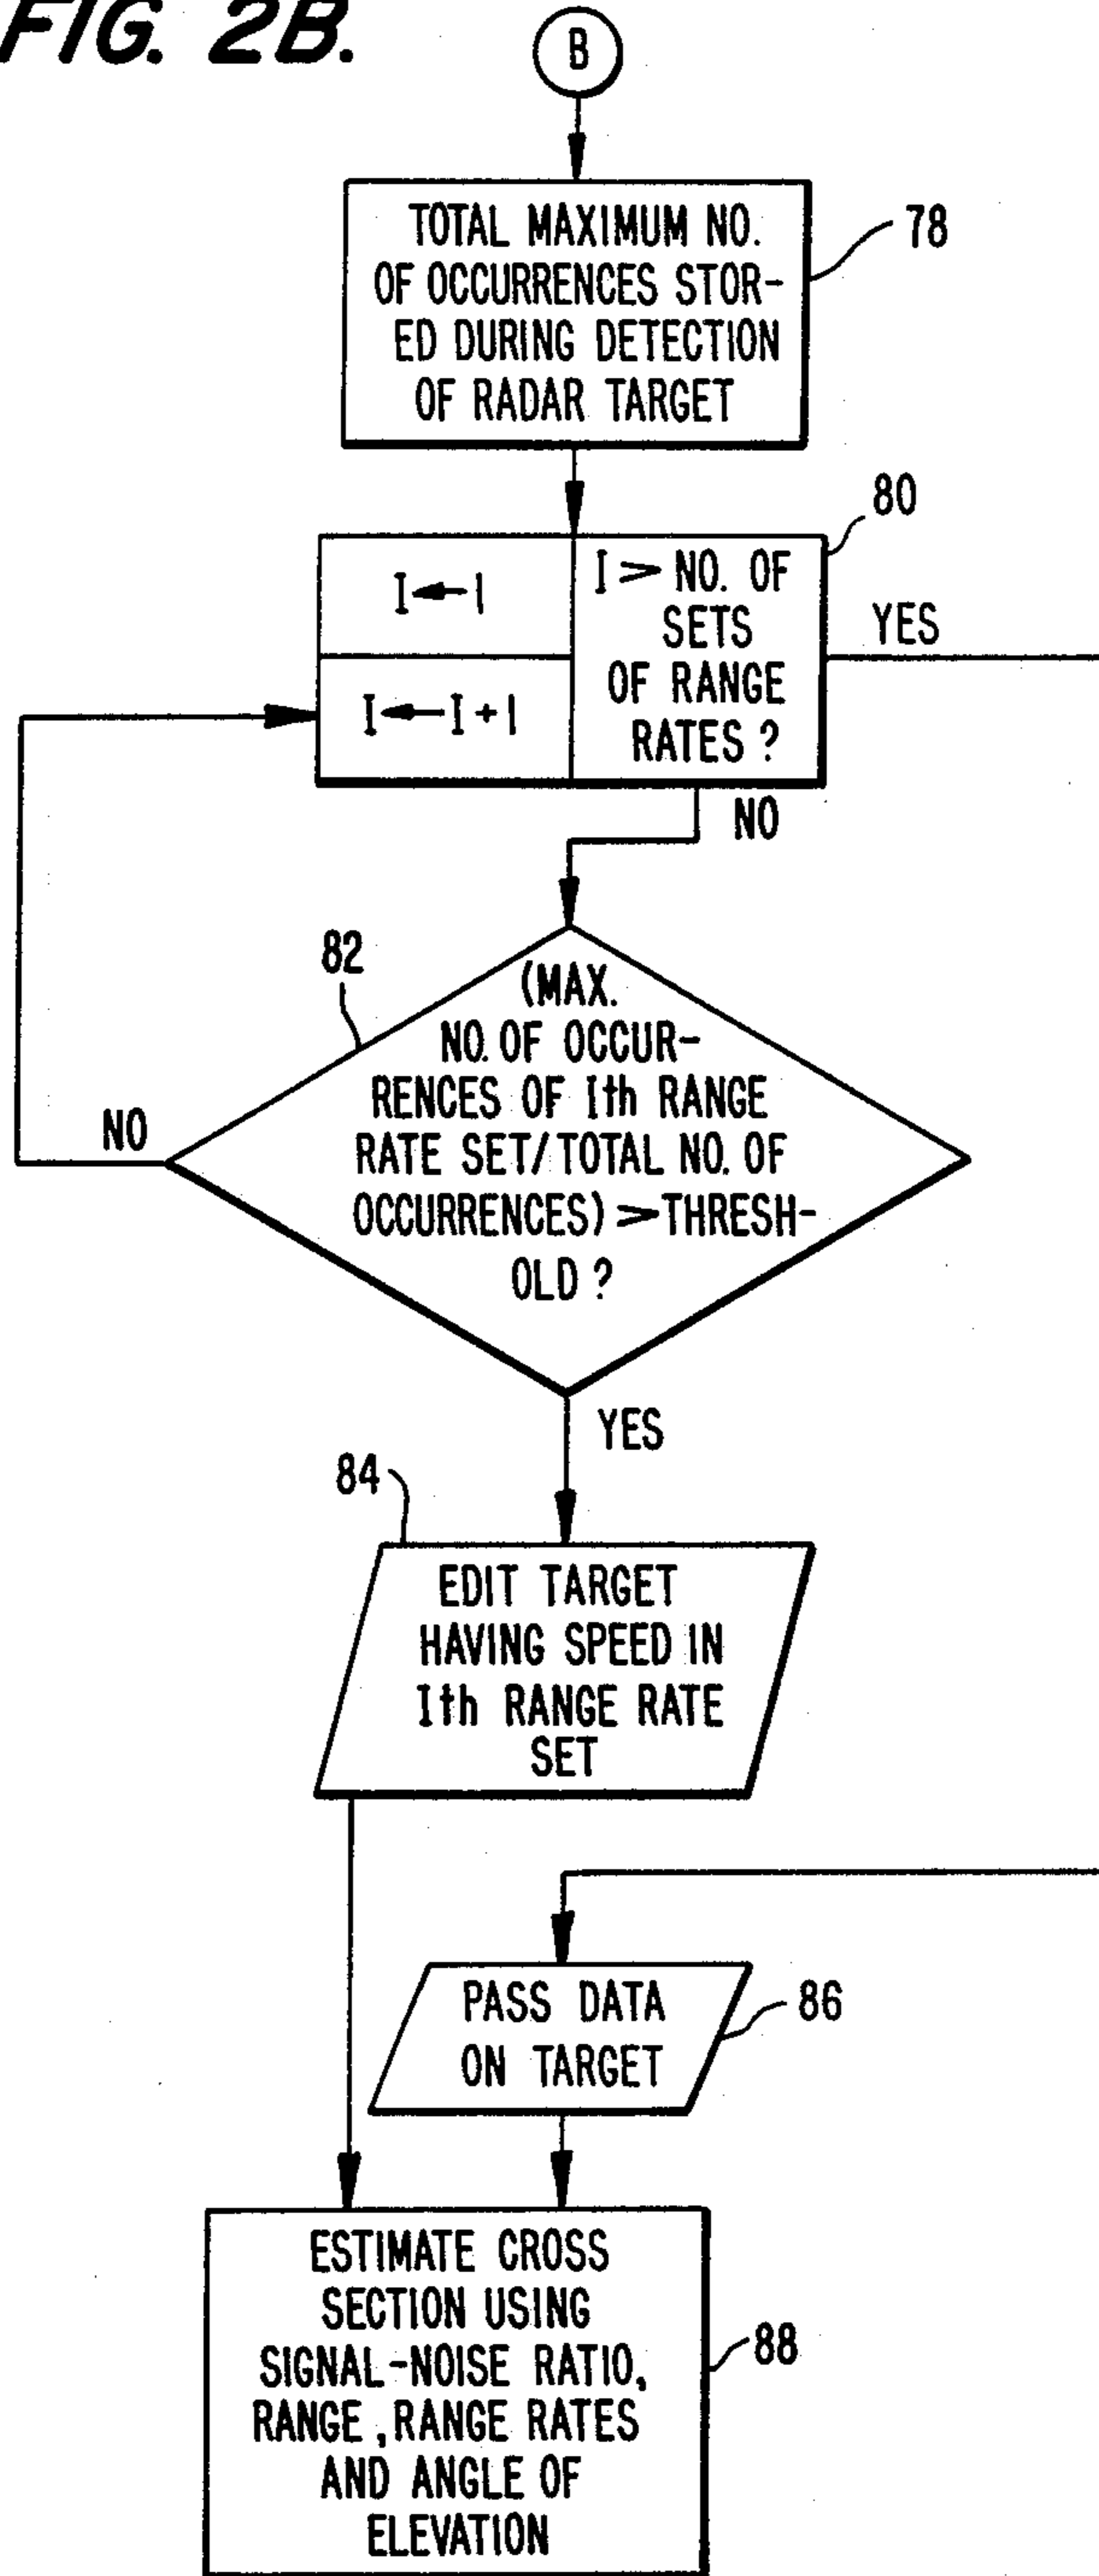 FIG. 2B.
B
TOTAL MAXIMUM NO.
OF OCCURRENCES STOR-
ED DURING DETECTION
OF RADAR TARGET
78
80
I←1
I←I+1
I > NO. OF
SETS
OF RANGE
RATES ?
YES
NO
82
(MAX.
NO. OF OCCUR-
RENCES OF Ith RANGE
RATE SET/TOTAL NO. OF
OCCURRENCES) > THRESH-
OLD ?
NO
YES
84
EDIT TARGET
HAVING SPEED IN
Ith RANGE RATE
SET
PASS DATA
ON TARGET
86
ESTIMATE CROSS
SECTION USING
SIGNAL-NOISE RATIO,
RANGE, RANGE RATES
AND ANGLE OF
ELEVATION
88